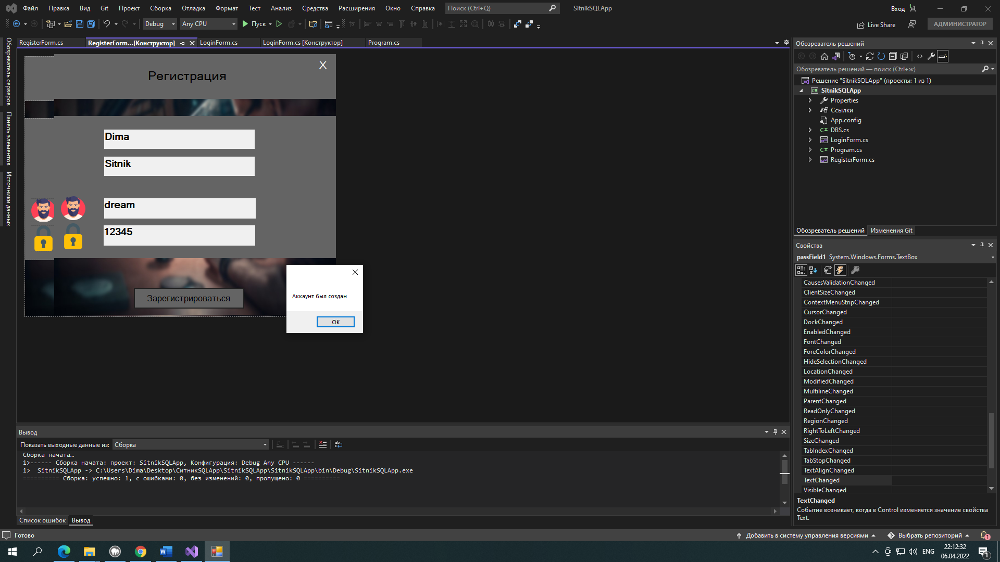 Файл Правка Вид Git Проект Сборка Отладка Формат Тест Анализ Средства Расширения Окно Справка Поиск (Ctrl+Q) SitnikSQLApp Вход
Debug Any CPU Пуск Live Share АДМИНИСТРАТОР
RegisterForm.cs RegisterForm...[Конструктор] LoginForm.cs LoginForm.cs [Конструктор] Program.cs
Обозреватель серверов
Панель элементов
Источники данных
X
Регистрация
Dima
Sitnik
dream
12345
Зарегистрироваться
Аккаунт был создан
OK
Обозреватель решений
Обозреватель решений — поиск (Ctrl+ж)
Решение "SitnikSQLApp" (проекты: 1 из 1)
SitnikSQLApp
Properties
Ссылки
App.config
DBS.cs
LoginForm.cs
Program.cs
RegisterForm.cs
Обозреватель решений Изменения Git
Свойства
passField1 System.Windows.Forms.TextBox
CausesValidationChanged
ClientSizeChanged
ContextMenuStripChanged
CursorChanged
DockChanged
EnabledChanged
FontChanged
ForeColorChanged
HideSelectionChanged
LocationChanged
ModifiedChanged
MultilineChanged
ParentChanged
ReadOnlyChanged
RegionChanged
RightToLeftChanged
SizeChanged
TabIndexChanged
TabStopChanged
TextAlignChanged
TextChanged
VisibleChanged
TextChanged
Событие возникает, когда в Control изменяется значение свойства
Text.
Вывод
Показать выходные данные из: Сборка
Сборка начата…
1>------ Сборка начата: проект: SitnikSQLApp, Конфигурация: Debug Any CPU ------
1>  SitnikSQLApp -> C:\Users\Dima\Desktop\СитникSQLApp\SitnikSQLApp\SitnikSQLApp\bin\Debug\SitnikSQLApp.exe
========== Сборка: успешно: 1, с ошибками: 0, без изменений: 0, пропущено: 0 ==========
Список ошибок Вывод
Готово Добавить в систему управления версиями Выбрать репозиторий 1
ENG 22:12:32
06.04.2022 1